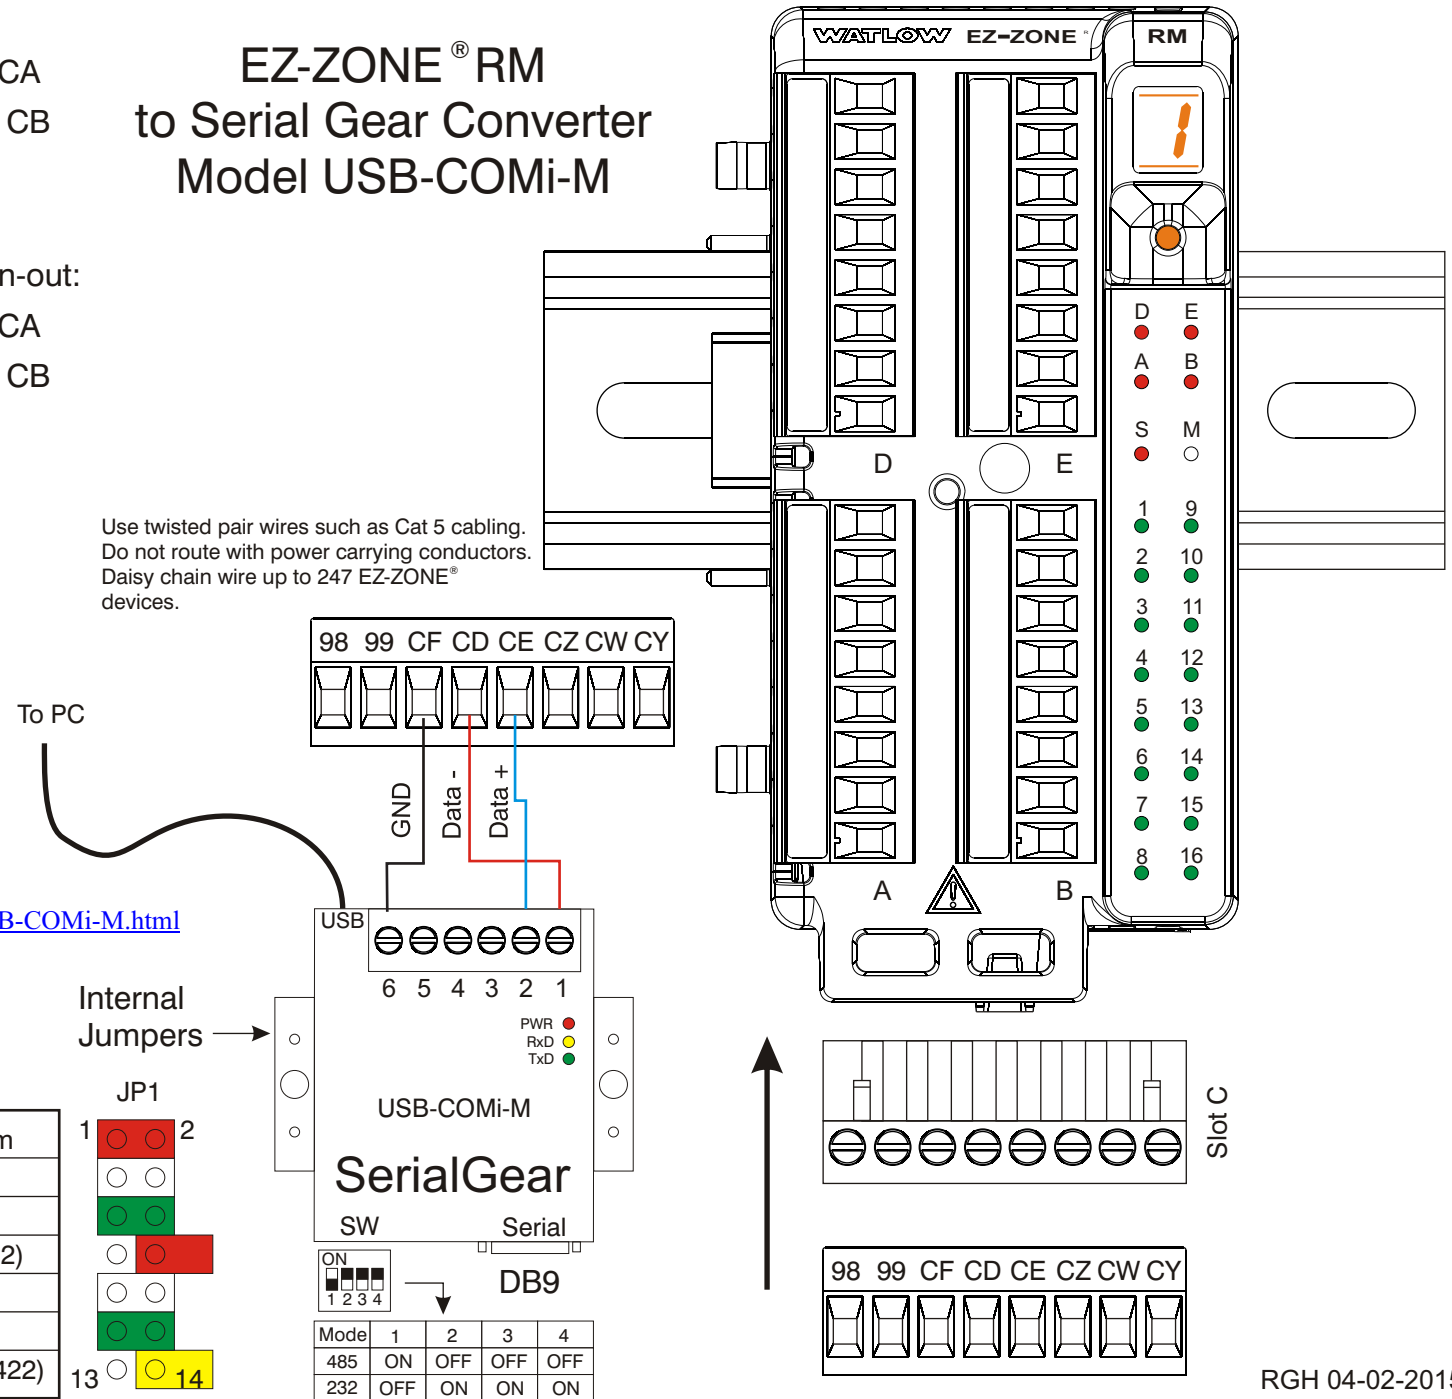 CA
CB
EZ-ZONE® RM
to Serial Gear Converter
Model USB-COMi-M
n-out:
CA
CB
WATLOW EZ-ZONE®
RM
1
D E
A B
S M
1 9
2 10
3 11
4 12
5 13
6 14
7 15
8 16
D E
A B
Use twisted pair wires such as Cat 5 cabling.
Do not route with power carrying conductors.
Daisy chain wire up to 247 EZ-ZONE®
devices.
98 99 CF CD CE CZ CW CY
To PC
GND
Data -
Data +
B-COMi-M.html
USB
6 5 4 3 2 1
PWR
RxD
TxD
Internal
Jumpers
USB-COMi-M
SerialGear
SW
Serial
DB9
ON
1 2 3 4
Mode 1 2 3 4
485 ON OFF OFF OFF
232 OFF ON ON ON
JP1
1 2
13 14
m
2)
422)
Slot C
98 99 CF CD CE CZ CW CY
RGH 04-02-2015